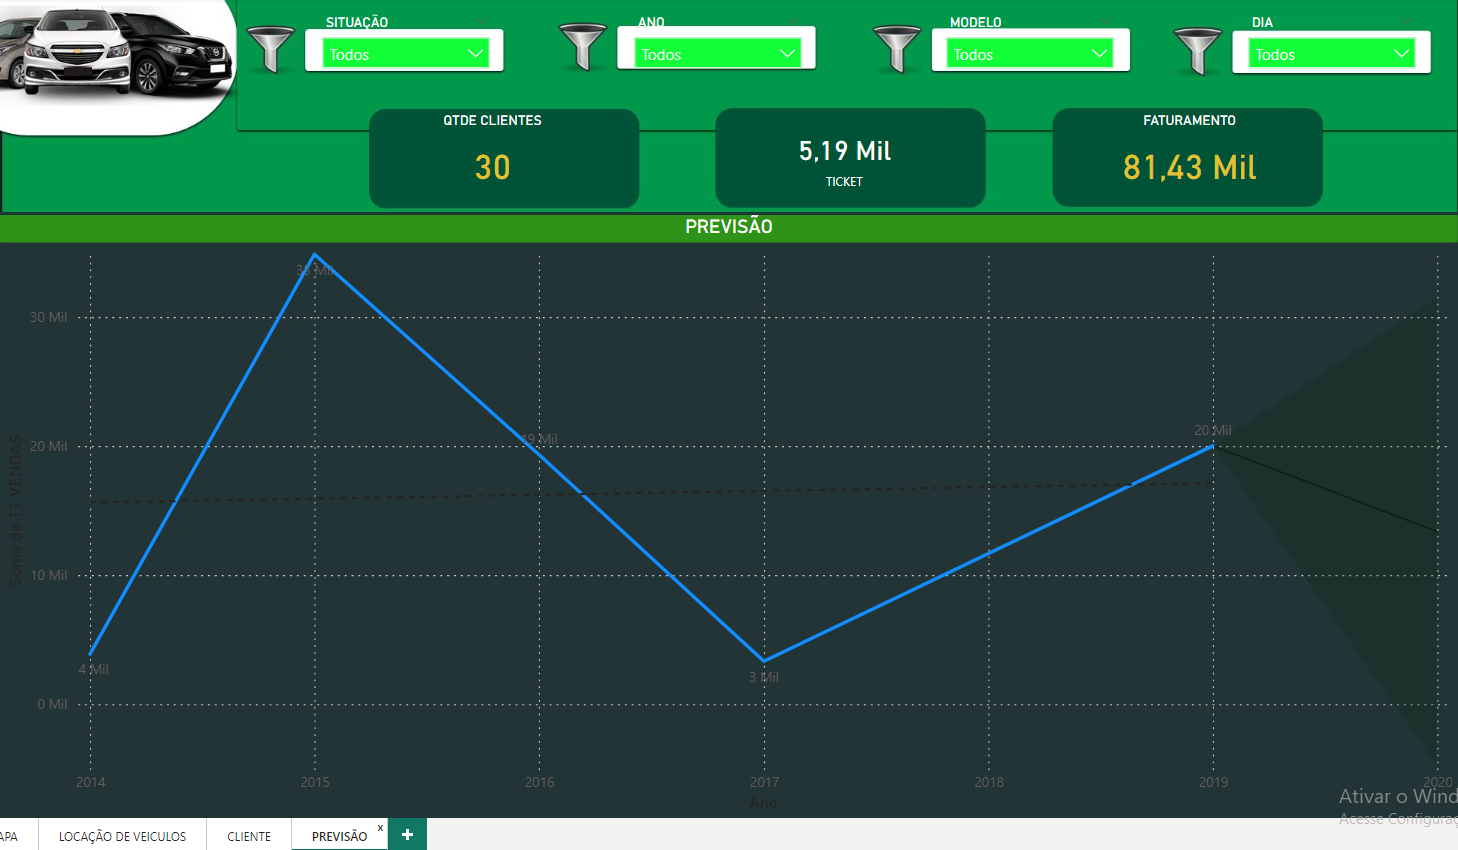 SITUAÇÃO
Todos
ANO
Todos
MODELO
Todos
DIA
Todos
QTDE CLIENTES
30
5,19 Mil
TICKET
FATURAMENTO
81,43 Mil
PREVISÃO
Soma de TT VENDAS
30 Mil
20 Mil
10 Mil
0 Mil
4 Mil
19 Mil
3 Mil
20 Mil
2014
2015
2016
2017
2018
2019
2020
Ano
Ativar o Wind
Acesse Configuraç
APA
LOCAÇÃO DE VEICULOS
CLIENTE
PREVISÃO
x
+